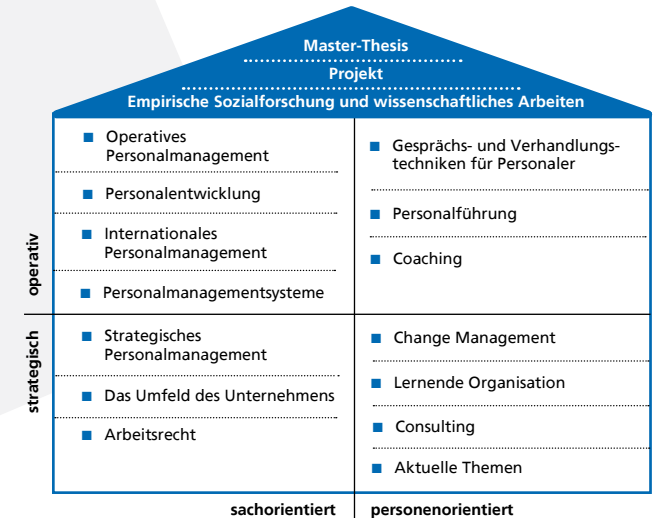 Master-Thesis
Projekt
Empirische Sozialforschung und wissenschaftliches Arbeiten
operativ
Operatives
Personalmanagement
Personalentwicklung
Internationales
Personalmanagement
Personalmanagementsysteme
Gesprächs- und Verhandlungs-
techniken für Personaler
Personalführung
Coaching
strategisch
Strategisches
Personalmanagement
Das Umfeld des Unternehmens
Arbeitsrecht
Change Management
Lernende Organisation
Consulting
Aktuelle Themen
sachorientiert
personenorientiert